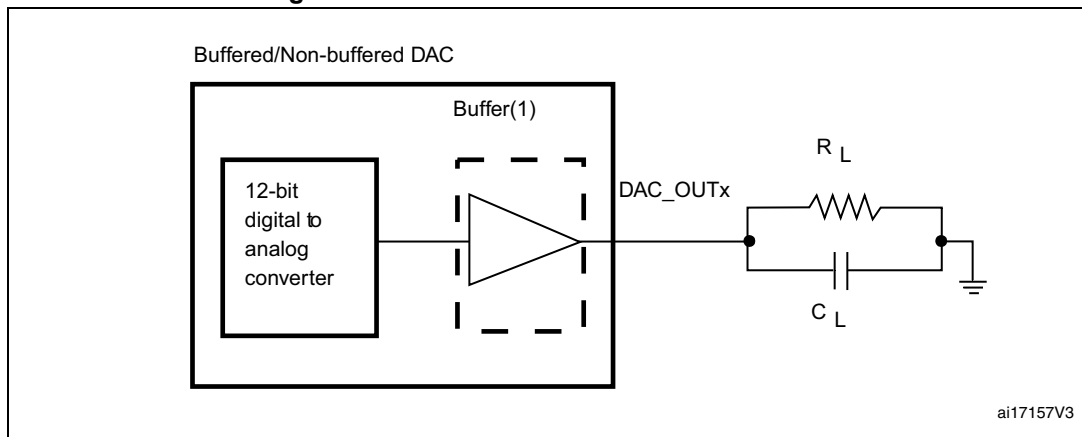 Buffered/Non-buffered DAC
Buffer(1)
12-bit
digital to
analog
converter
DAC_OUTx
R L
C L
ai17157V3